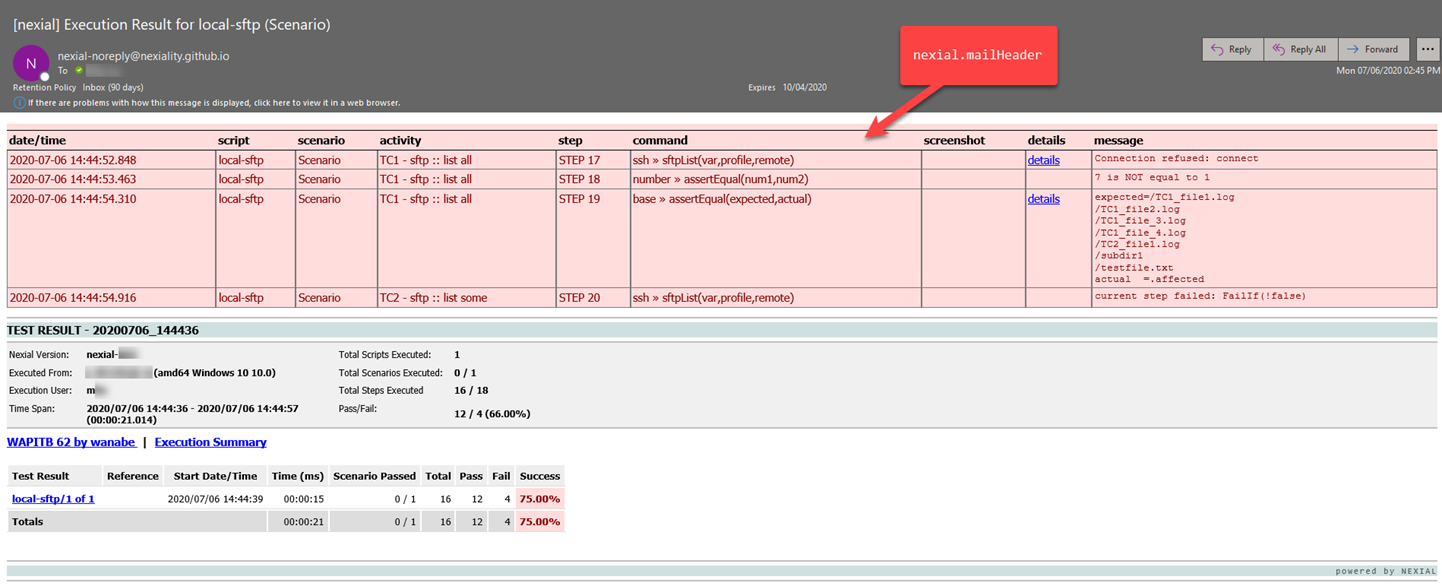 [nexial] Execution Result for local-sftp (Scenario)
nexial.mailHeader
N
nexial-noreply@nexiality.github.io
To
Reply
Reply All
Forward
Mon 07/06/2020 02:45 PM
Retention Policy Inbox (90 days)
Expires 10/04/2020
If there are problems with how this message is displayed, click here to view it in a web browser.
date/time script scenario activity step command screenshot details message
2020-07-06 14:44:52.848 local-sftp Scenario TC1 - sftp :: list all STEP 17 ssh » sftpList(var,profile,remote) details Connection refused: connect
2020-07-06 14:44:53.463 local-sftp Scenario TC1 - sftp :: list all STEP 18 number » assertEqual(num1,num2) 7 is NOT equal to 1
2020-07-06 14:44:54.310 local-sftp Scenario TC1 - sftp :: list all STEP 19 base » assertEqual(expected,actual) details expected=/TC1_file1.log
/TC1_file2.log
/TC1_file_3.log
/TC1_file_4.log
/TC2_file1.log
/subdir1
/testfile.txt
actual =.affected
2020-07-06 14:44:54.916 local-sftp Scenario TC2 - sftp :: list some STEP 20 ssh » sftpList(var,profile,remote) current step failed: FailIf(!false)
TEST RESULT - 20200706_144436
Nexial Version: nexial- Total Scripts Executed: 1
Executed From: (amd64 Windows 10 10.0) Total Scenarios Executed: 0 / 1
Execution User: m Total Steps Executed 16 / 18
Time Span: 2020/07/06 14:44:36 - 2020/07/06 14:44:57 Pass/Fail: 12 / 4 (66.00%)
(00:00:21.014)
WAPITB 62 by wanabe | Execution Summary
Test Result Reference Start Date/Time Time (ms) Scenario Passed Total Pass Fail Success
local-sftp/1 of 1 2020/07/06 14:44:39 00:00:15 0 / 1 16 12 4 75.00%
Totals 00:00:21 0 / 1 16 12 4 75.00%
powered by NEXIAL